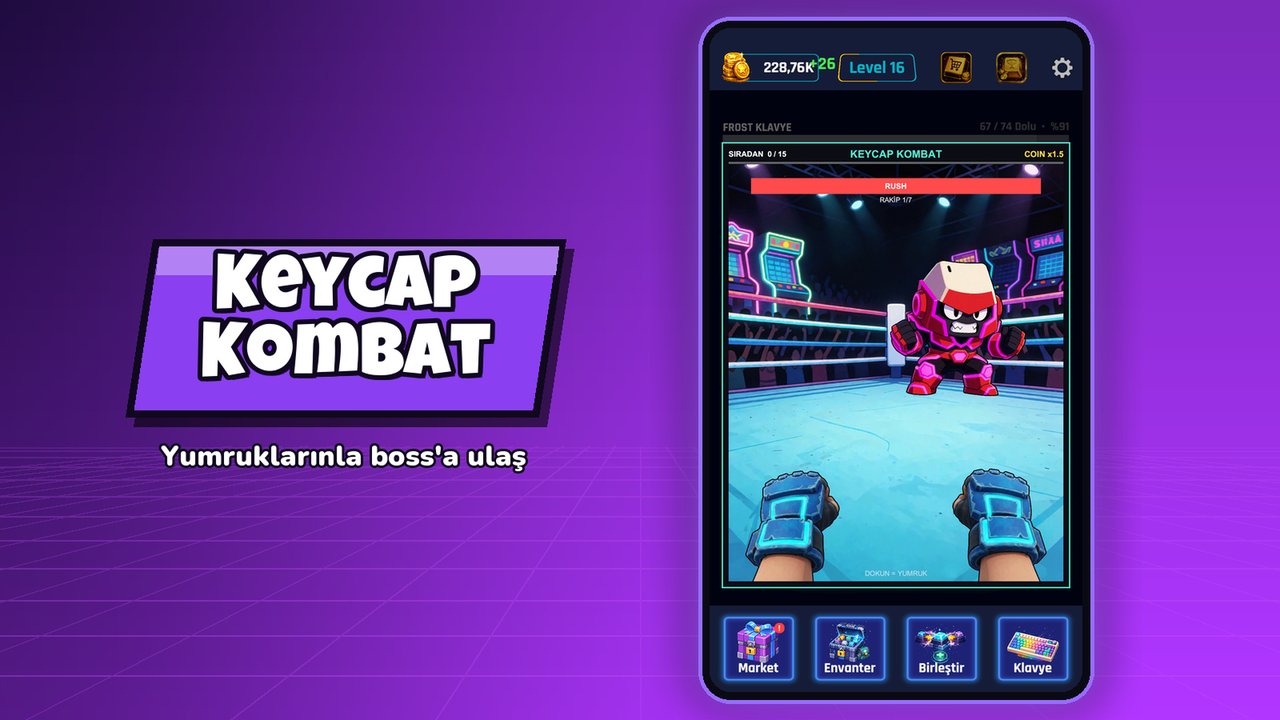 KEYCAP
KOMBAT
Yumruklarınla boss'a ulaş
228,76K +26 Level 16
FROST KLAVYE 67 / 74 Dolu • %91
SIRADAN 0 / 15 KEYCAP KOMBAT COIN x1.5
RUSH
RAKİP 1/7
DOKUN = YUMRUK
Market Envanter Birleştir Klavye